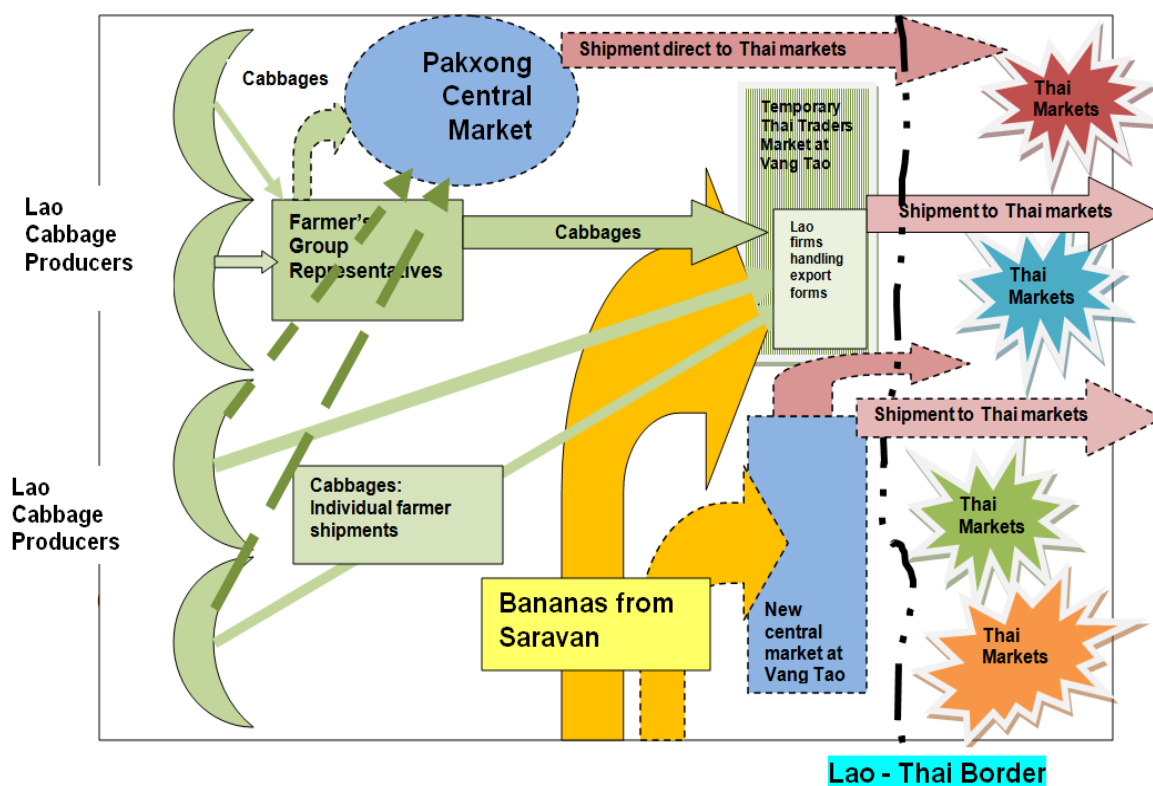 Cabbages
Pakxong
Central
Market
Shipment direct to Thai markets
Thai
Markets
Temporary
Thai Traders
Market at
Vang Tao
Lao
Cabbage
Producers
Farmer's
Group
Representatives
Cabbages
Lao
firms
handling
export
forms
Shipment to Thai markets
Thai
Markets
Shipment to Thai markets
Lao
Cabbage
Producers
Cabbages:
Individual farmer
shipments
Thai
Markets
Bananas from
Saravan
New
central
market at
Vang Tao
Thai
Markets
Lao - Thai Border